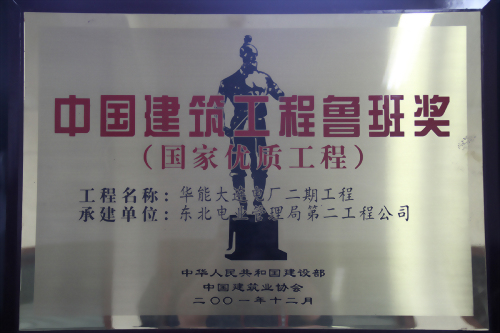 中国建筑工程鲁班奖
（国家优质工程）
工程名称：华能大连电厂二期工程
承建单位：东北电业管理局第二工程公司
中华人民共和国建设部
中国建筑业协会
二〇〇一年十二月